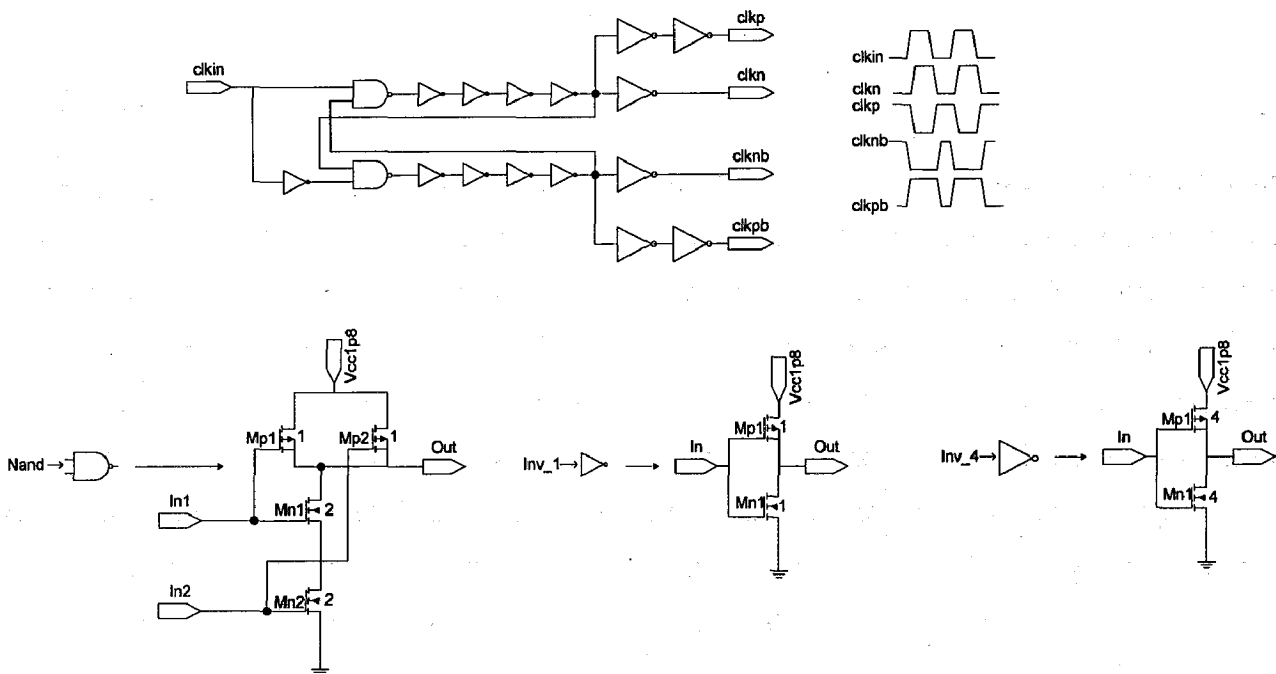 clkp
clkin
clkn
clknb
clkpb
clkin
clkn
clkp
clknb
clkpb
Vcc1p8
Mp1 1
Mp2 1
Out
Nand
In1
Mn1 2
In2
Mn2 2
Vcc1p8
Mp1 1
In
Out
Inv_1
Mn1 1
Vcc1p8
Mp1 4
In
Out
Inv_4
Mn1 4